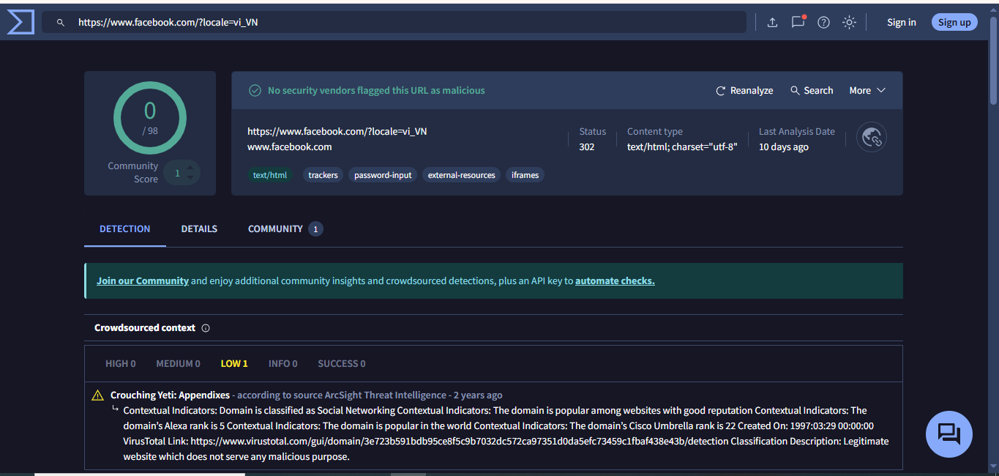 https://www.facebook.com/?locale=vi_VN
Sign in
Sign up
0
/ 98
Community
Score
1
No security vendors flagged this URL as malicious
Reanalyze
Search
More
https://www.facebook.com/?locale=vi_VN
www.facebook.com
Status
302
Content type
text/html; charset="utf-8"
Last Analysis Date
10 days ago
text/html
trackers
password-input
external-resources
iframes
DETECTION
DETAILS
COMMUNITY 1
Join our Community and enjoy additional community insights and crowdsourced detections, plus an API key to automate checks.
Crowdsourced context
HIGH 0
MEDIUM 0
LOW 1
INFO 0
SUCCESS 0
Crouching Yeti: Appendixes - according to source ArcSight Threat Intelligence - 2 years ago
Contextual Indicators: Domain is classified as Social Networking Contextual Indicators: The domain is popular among websites with good reputation Contextual Indicators: The
domain's Alexa rank is 5 Contextual Indicators: The domain is popular in the world Contextual Indicators: The domain's Cisco Umbrella rank is 22 Created On: 1997:03:29 00:00:00
VirusTotal Link: https://www.virustotal.com/gui/domain/3e723b591bdb95ce8f5c9b7032dc572ca97351d0da5efc73459c1fbaf438e43b/detection Classification Description: Legitimate
website which does not serve any malicious purpose.